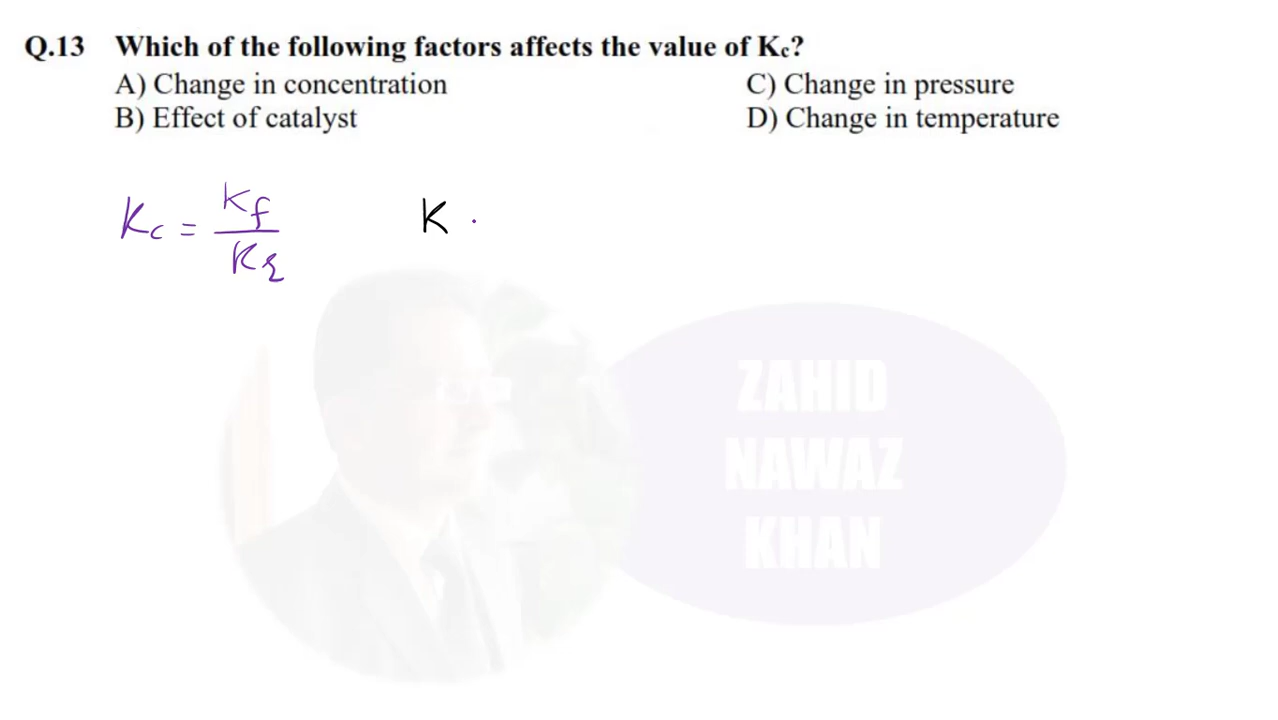 Q.13 Which of the following factors affects the value of Kc?
A) Change in concentration
C) Change in pressure
B) Effect of catalyst
D) Change in temperature
Kc = Kf / Kr
K
ZAHID
NAWAZ
KHAN